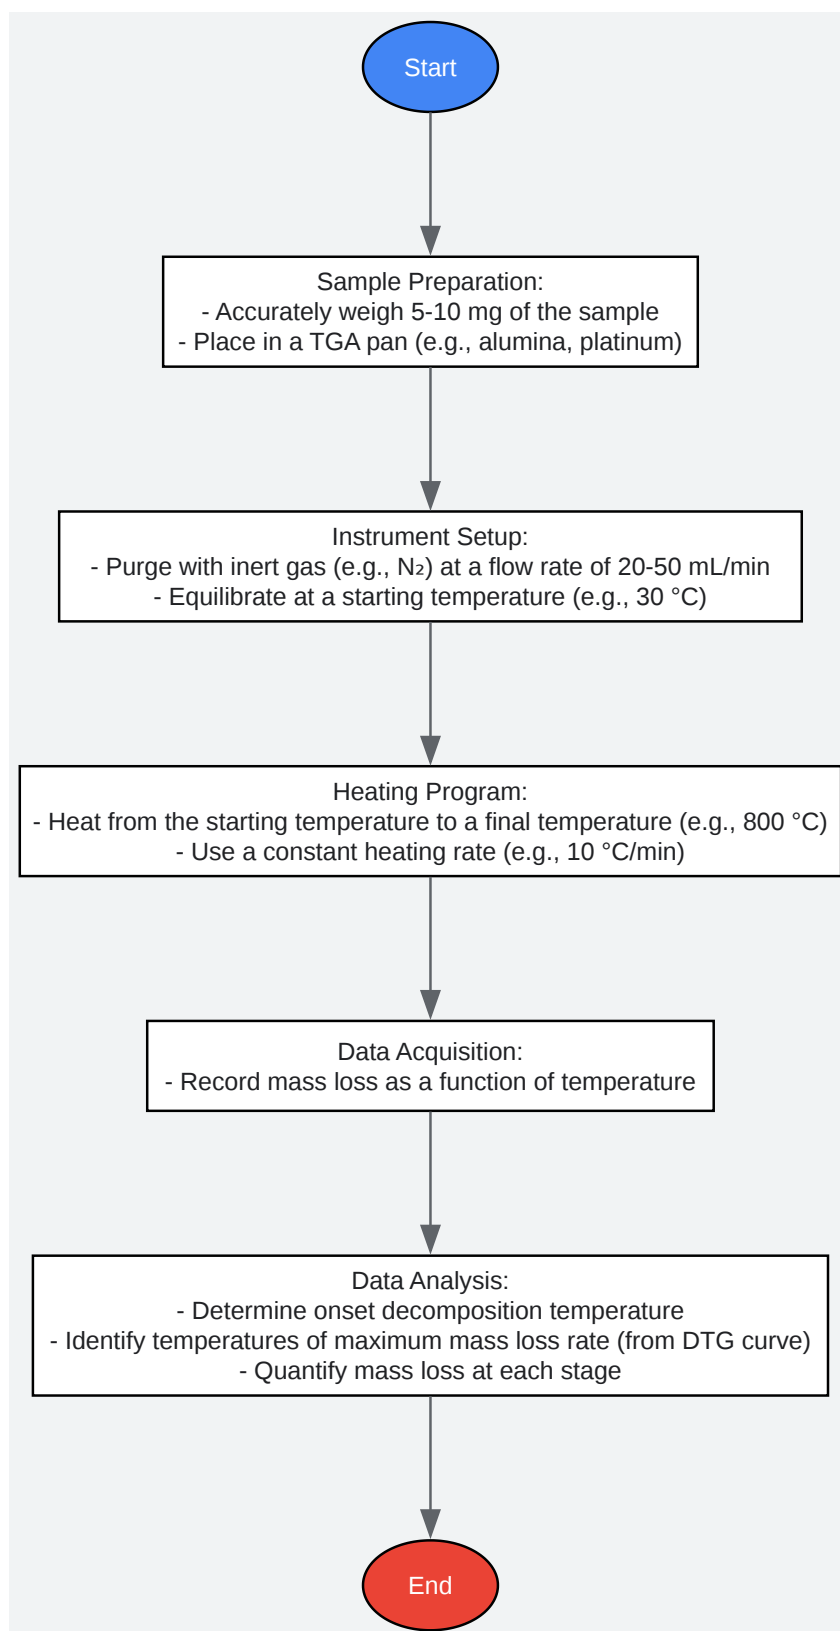 Start
Sample Preparation:
- Accurately weigh 5-10 mg of the sample
- Place in a TGA pan (e.g., alumina, platinum)
Instrument Setup:
- Purge with inert gas (e.g., N₂) at a flow rate of 20-50 mL/min
- Equilibrate at a starting temperature (e.g., 30 °C)
Heating Program:
- Heat from the starting temperature to a final temperature (e.g., 800 °C)
- Use a constant heating rate (e.g., 10 °C/min)
Data Acquisition:
- Record mass loss as a function of temperature
Data Analysis:
- Determine onset decomposition temperature
- Identify temperatures of maximum mass loss rate (from DTG curve)
- Quantify mass loss at each stage
End